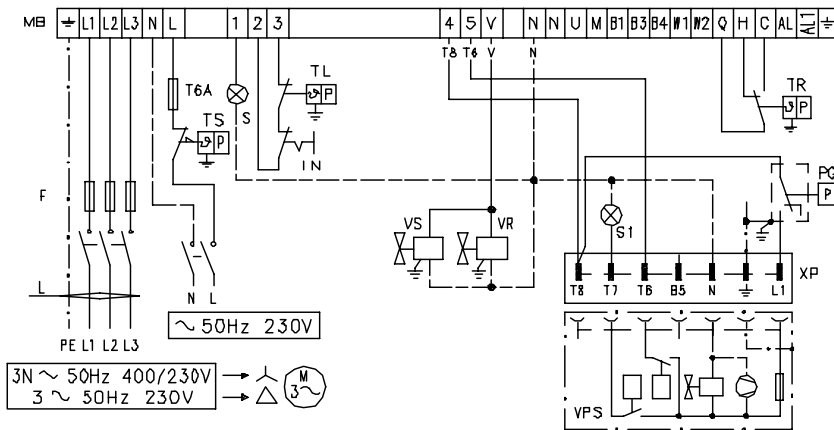 MB ⏚ L1 L2 L3 N L 1 2 3 4 5 V N N U M B1 B3 B4 W1 W2 Q H C AL AL1 ⏚
T8 T6 V N
T6A
S
TL
ϑ P
TR
ϑ P
TS
ϑ P
IN
PG
P
F
VS
VR
S1
L
N L
XP
T8 T7 T6 B5 N ⏚ L1
PE L1 L2 L3
∼ 50Hz 230V
3N ∼ 50Hz 400/230V
3 ∼ 50Hz 230V
M
3∼
VPS